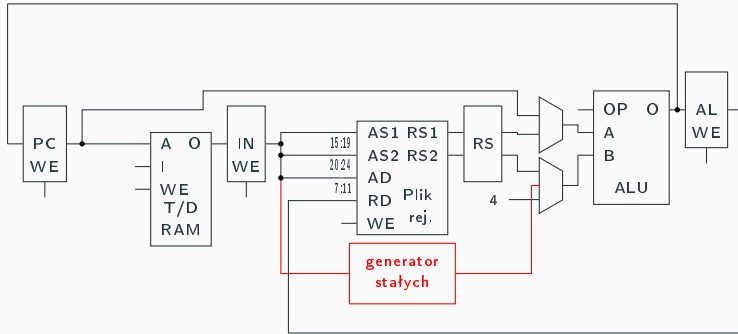 PC
WE
A O
I
WE
T/D
RAM
IN
WE
15:19
20:24
7:11
AS1 RS1
AS2 RS2
AD
RD
WE
Plik
rej.
RS
4
OP O
A
B
ALU
AL
WE
generator
stałych